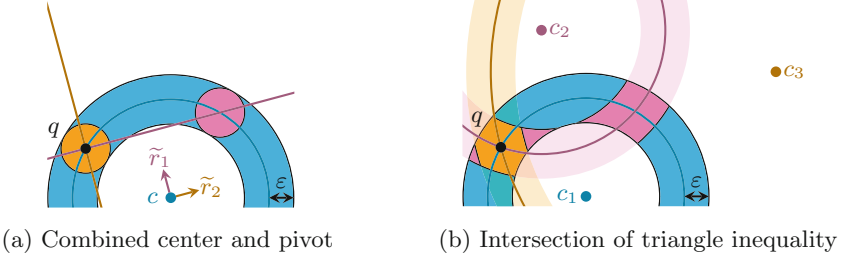 q
r̃₁
r̃₂
c
ε
(a) Combined center and pivot
c₂
c₃
q
c₁
ε
(b) Intersection of triangle inequality